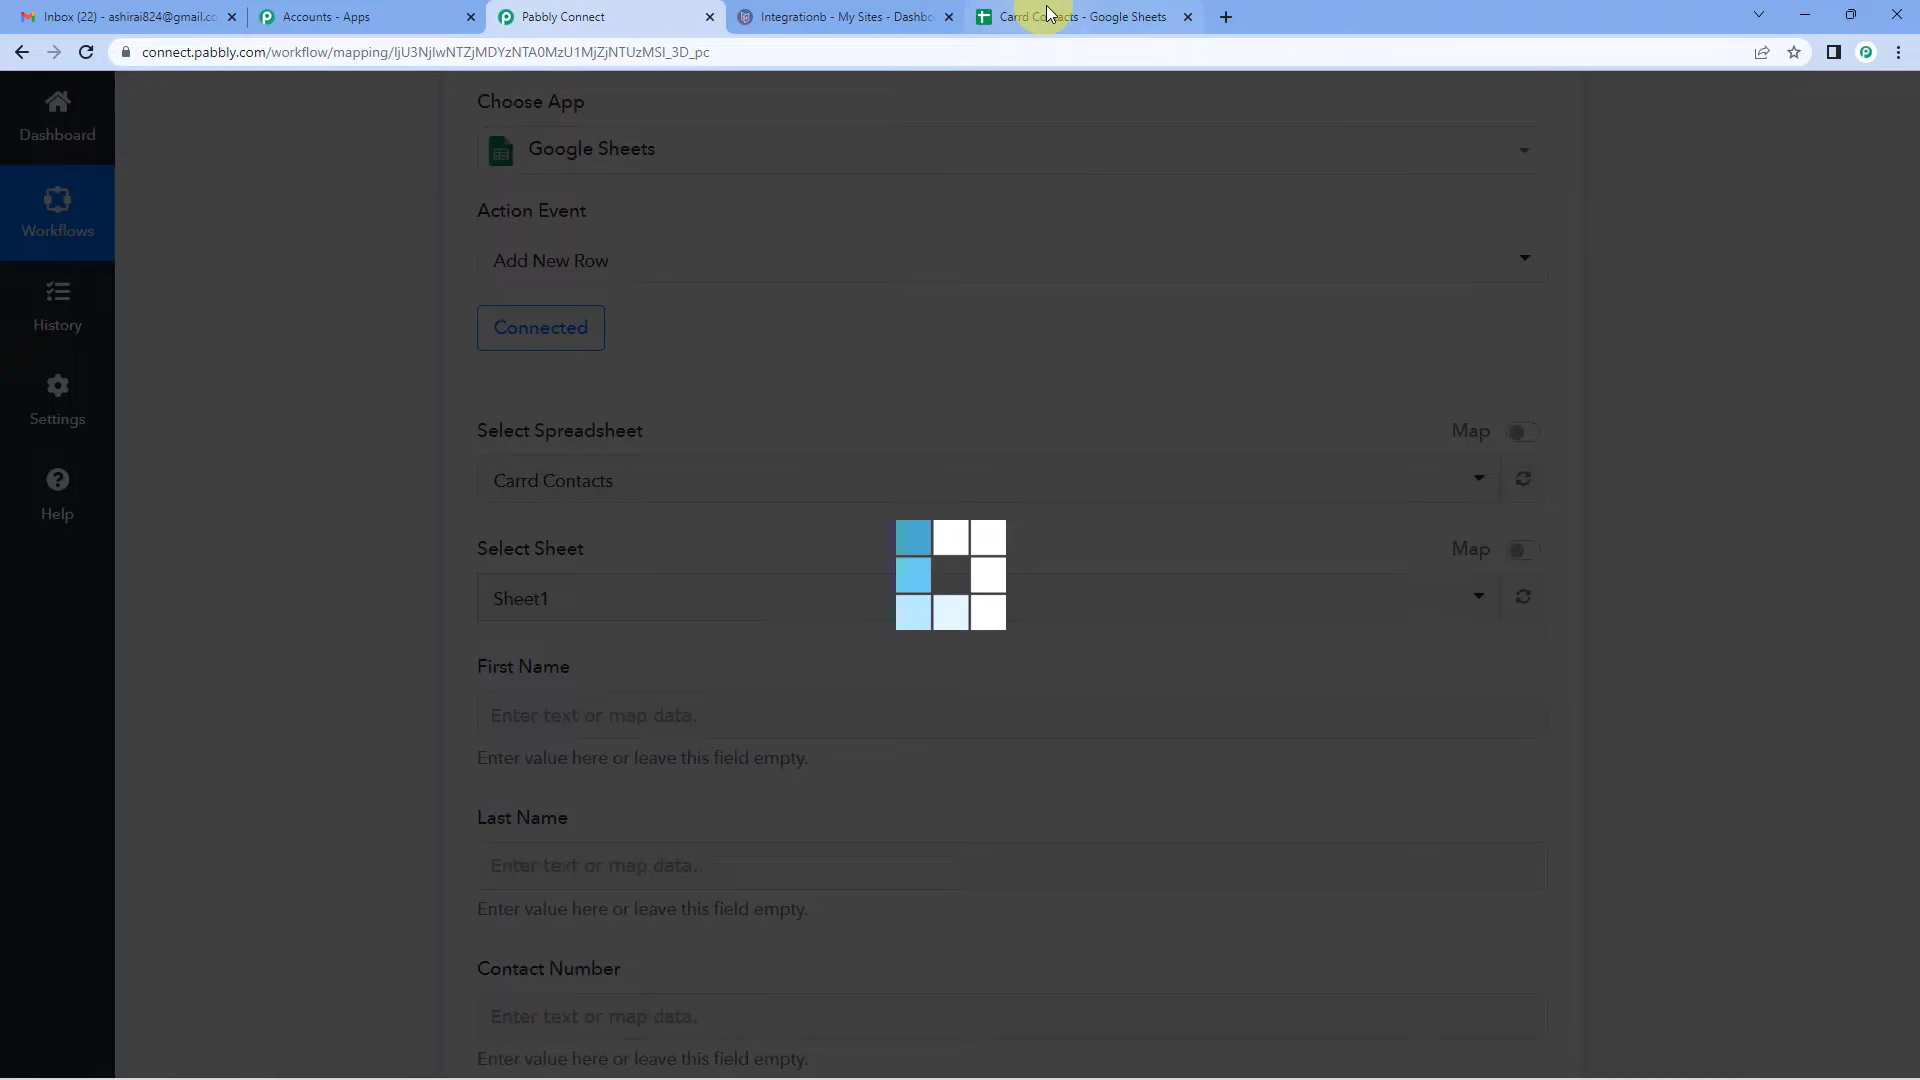 Inbox (22) - ashirai824@gmail.co
Accounts - Apps
Pabbly Connect
Integrationb - My Sites - Dashbo
Carrd Contacts - Google Sheets
connect.pabbly.com/workflow/mapping/IjU3NjIwNTZjMDYzNTA0MzU1MjZjNTUzMSI_3D_pc
Dashboard
Workflows
History
Settings
Help
Choose App
Google Sheets
Action Event
Add New Row
Connected
Select Spreadsheet
Map
Carrd Contacts
Select Sheet
Map
Sheet1
First Name
Enter text or map data.
Enter value here or leave this field empty.
Last Name
Enter text or map data.
Enter value here or leave this field empty.
Contact Number
Enter text or map data.
Enter value here or leave this field empty.